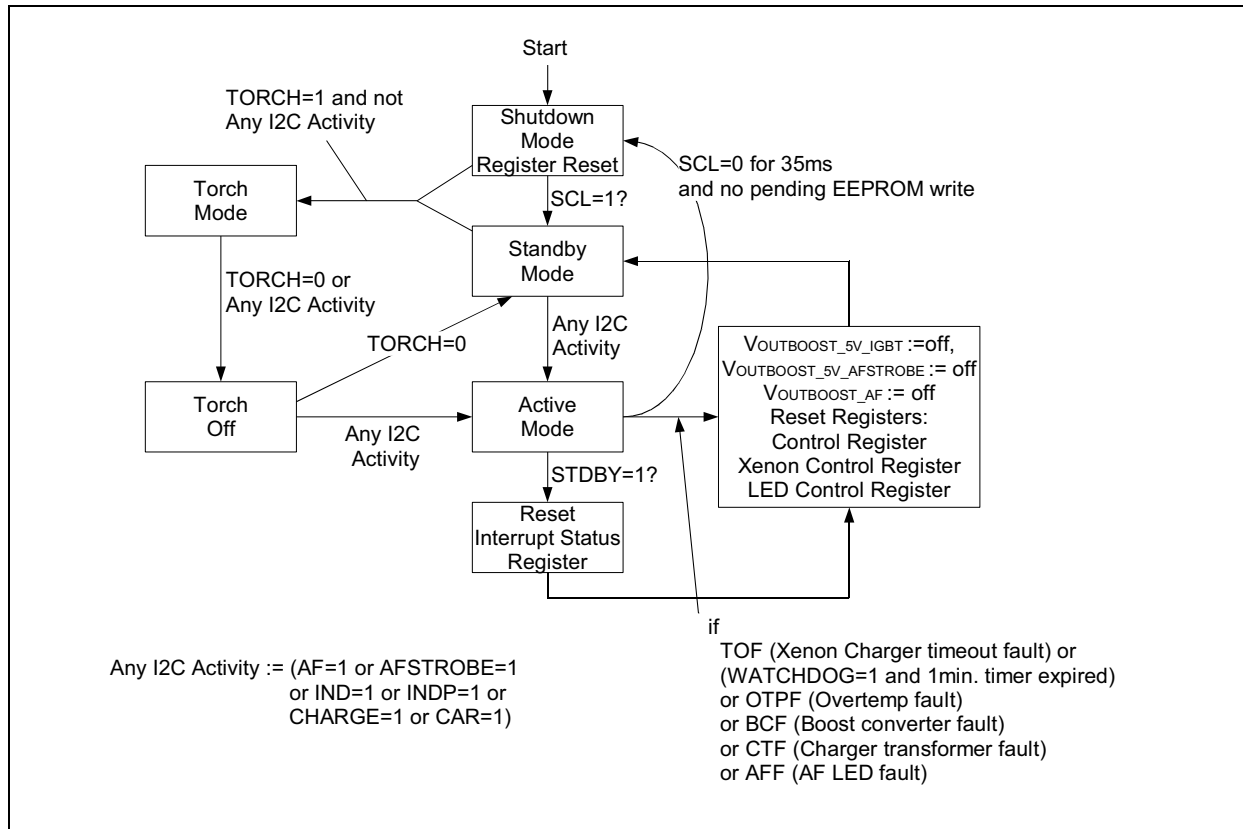 Start
TORCH=1 and not
Any I2C Activity
Shutdown
Mode
Register Reset
SCL=0 for 35ms
and no pending EEPROM write
Torch
Mode
SCL=1?
Standby
Mode
TORCH=0 or
Any I2C Activity
TORCH=0
Any I2C
Activity
VOUTBOOST_5V_IGBT :=off,
VOUTBOOST_5V_AFSTROBE := off
VOUTBOOST_AF := off
Reset Registers:
Control Register
Xenon Control Register
LED Control Register
Torch
Off
Any I2C
Activity
Active
Mode
STDBY=1?
Reset
Interrupt Status
Register
if
TOF (Xenon Charger timeout fault) or
(WATCHDOG=1 and 1min. timer expired)
or OTPF (Overtemp fault)
or BCF (Boost converter fault)
or CTF (Charger transformer fault)
or AFF (AF LED fault)
Any I2C Activity := (AF=1 or AFSTROBE=1
or IND=1 or INDP=1 or
CHARGE=1 or CAR=1)